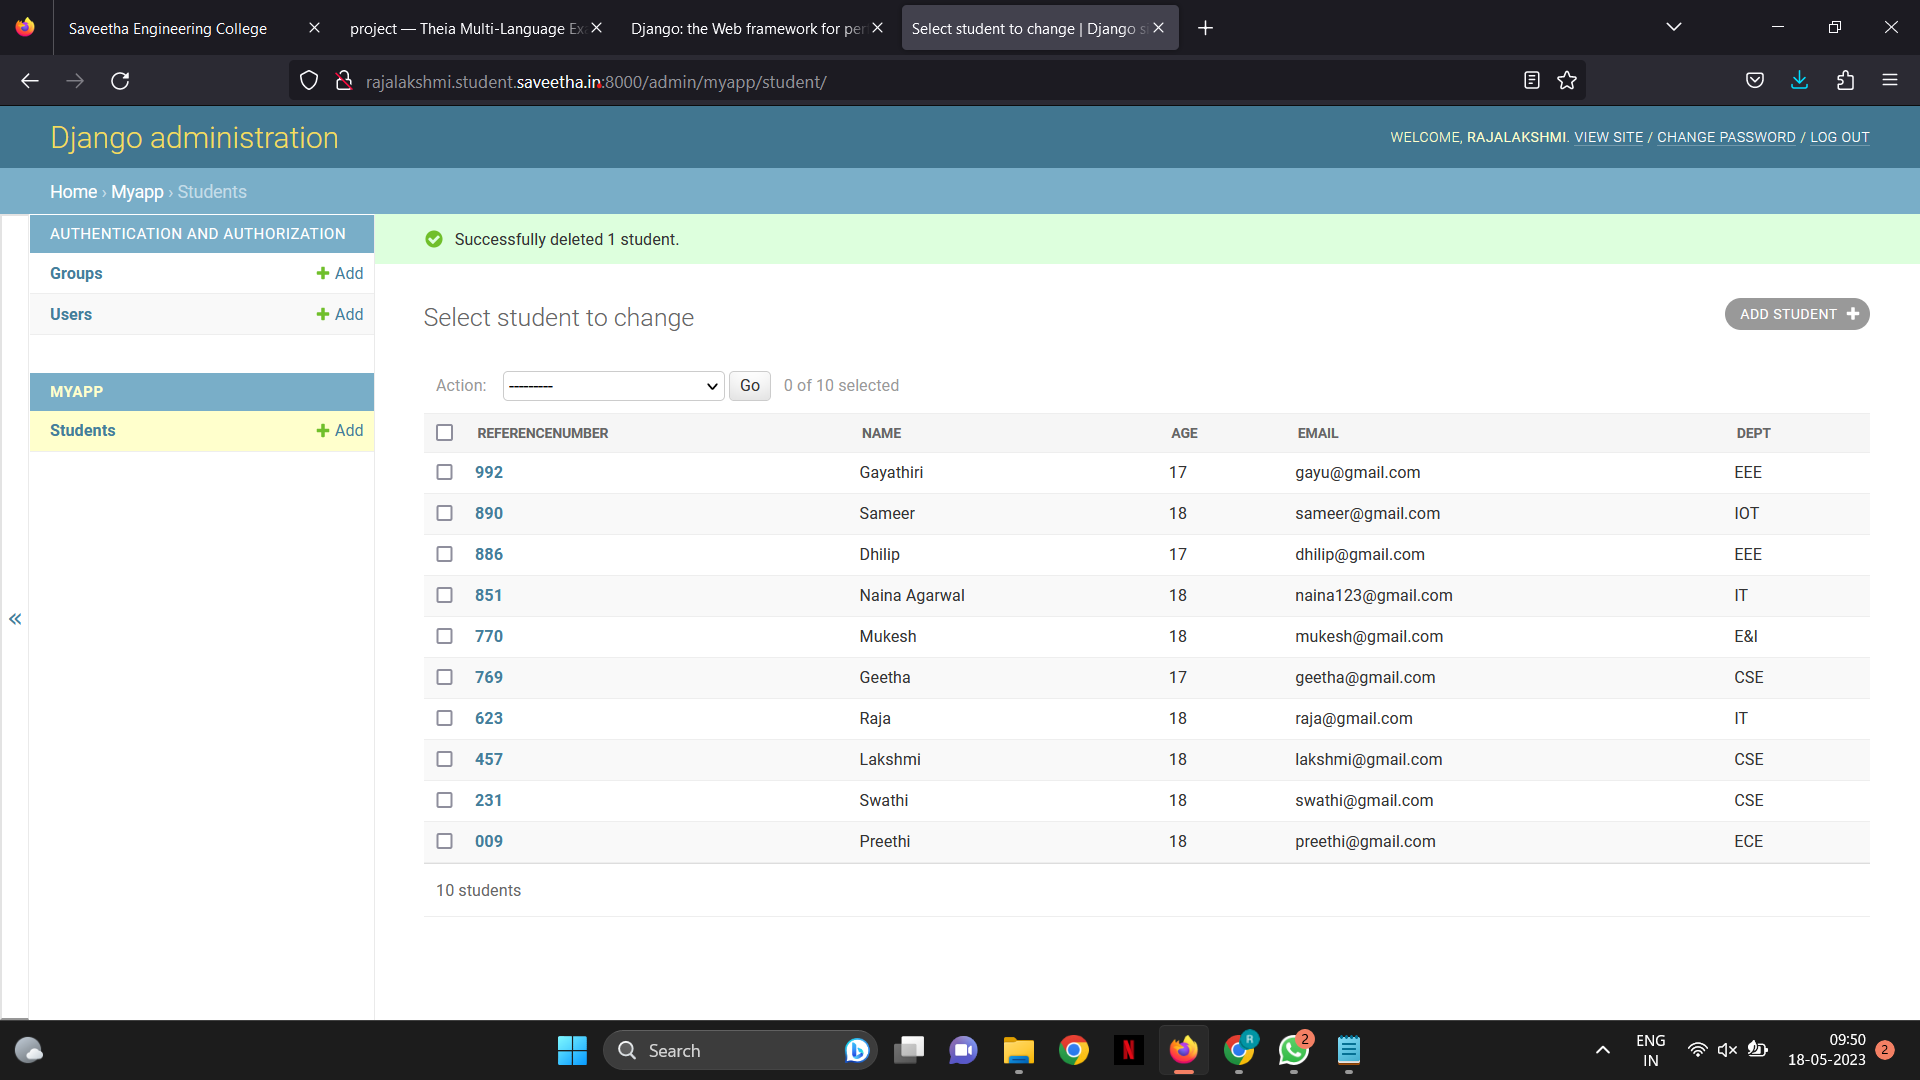 Saveetha Engineering College
project — Theia Multi-Language Ex
Django: the Web framework for per
Select student to change | Django s
rajalakshmi.student.saveetha.in:8000/admin/myapp/student/
Django administration
WELCOME, RAJALAKSHMI. VIEW SITE / CHANGE PASSWORD / LOG OUT
Home › Myapp › Students
AUTHENTICATION AND AUTHORIZATION
Groups + Add
Users + Add
MYAPP
Students + Add
«
Successfully deleted 1 student.
Select student to change
ADD STUDENT +
Action: --------- Go 0 of 10 selected
REFERENCENUMBER NAME AGE EMAIL DEPT
992 Gayathiri 17 gayu@gmail.com EEE
890 Sameer 18 sameer@gmail.com IOT
886 Dhilip 17 dhilip@gmail.com EEE
851 Naina Agarwal 18 naina123@gmail.com IT
770 Mukesh 18 mukesh@gmail.com E&I
769 Geetha 17 geetha@gmail.com CSE
623 Raja 18 raja@gmail.com IT
457 Lakshmi 18 lakshmi@gmail.com CSE
231 Swathi 18 swathi@gmail.com CSE
009 Preethi 18 preethi@gmail.com ECE
10 students
Search
b
N
R
2
ENG
IN
09:50
18-05-2023
2